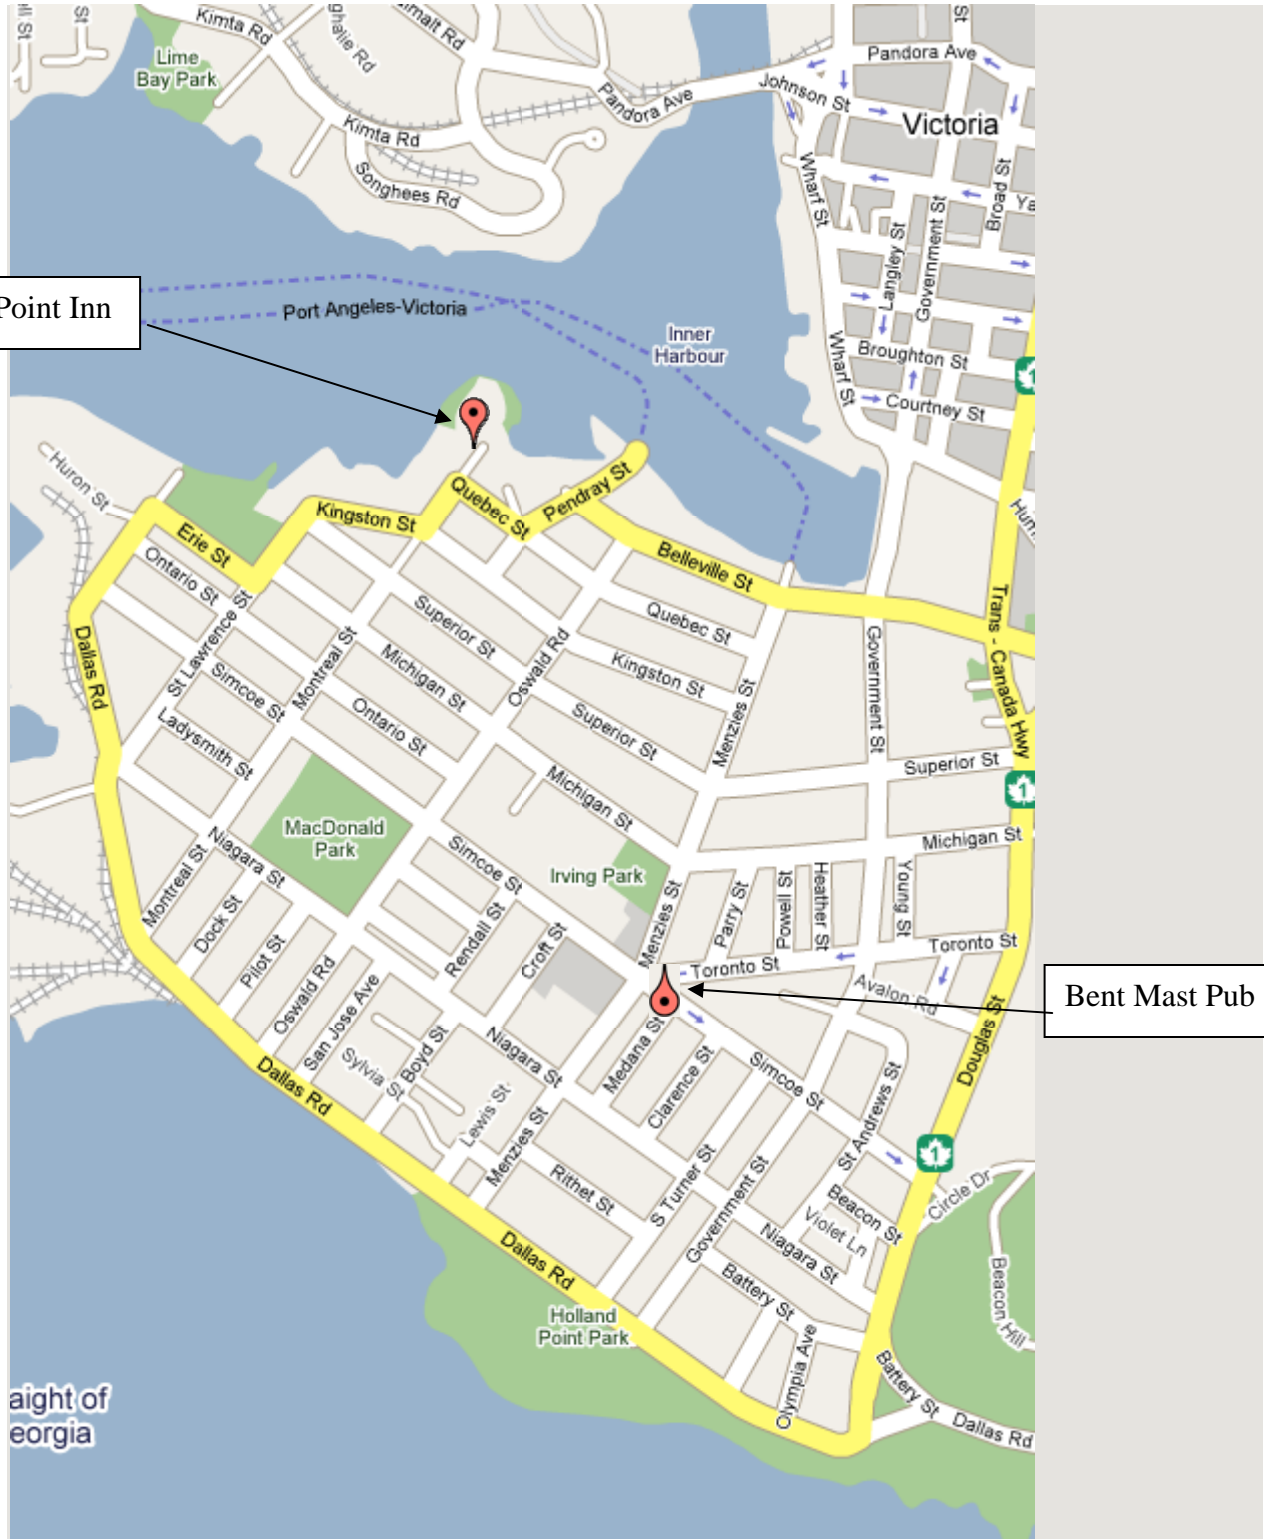 Kimta Rd
Lime
Bay Park
Pandora Ave
Johnson St
Pandora Ave
Victoria
Kimta Rd
Songhees Rd
Wharf St
Broad St
Langley St
Government St
Point Inn
Port Angeles-Victoria
Inner
Harbour
Wharf St
Broughton St
1
Courtney St
Huron St
Quebec St
Pendray St
Kingston St
Erie St
Ontario St
Belleville St
Trans - Canada Hwy
Dallas Rd
St Lawrence St
Montreal St
Superior St
Quebec St
Kingston St
Oswald Rd
Government St
Simcoe St
Michigan St
Ladysmith St
Ontario St
Superior St
Menzies St
Superior St
1
Michigan St
Michigan St
MacDonald
Park
Niagara St
Simcoe St
Irving Park
Montreal St
Dock St
Pilot St
Rendall St
Croft St
Menzies St
Parry St
Powell St
Heather St
Young St
Toronto St
Toronto St
Oswald Rd
San Jose Ave
Avalon Rd
Bent Mast Pub
Sylvia St
Boyd St
Niagara St
Medana St
Clarence St
Simcoe St
Douglas St
Dallas Rd
Lewis St
Menzies St
St Andrews St
1
Rithet St
S Turner St
Government St
Beacon St
Violet Ln
Circle Dr
Niagara St
Dallas Rd
Battery St
Beacon Hill
Holland
Point Park
Olympia Ave
Battery St
Dallas Rd
aight of
eorgia